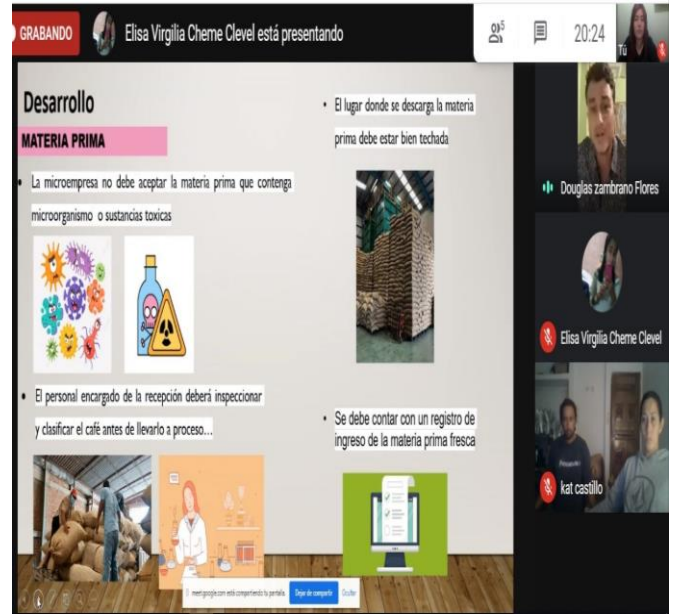 GRABANDO
Elisa Virgilia Cheme Clevel está presentando
5
20:24
Tú
Desarrollo
MATERIA PRIMA
• La microempresa no debe aceptar la materia prima que contenga
microorganismo o sustancias toxicas
• El personal encargado de la recepción deberá inspeccionar
y clasificar el café antes de llevarlo a proceso...
• El lugar donde se descarga la materia
prima debe estar bien techada
• Se debe contar con un registro de
ingreso de la materia prima fresca
Douglas zambrano Flores
Elisa Virgilia Cheme Clevel
kat castillo
meet.google.com está compartiendo tu pantalla.
Dejar de compartir
Ocultar